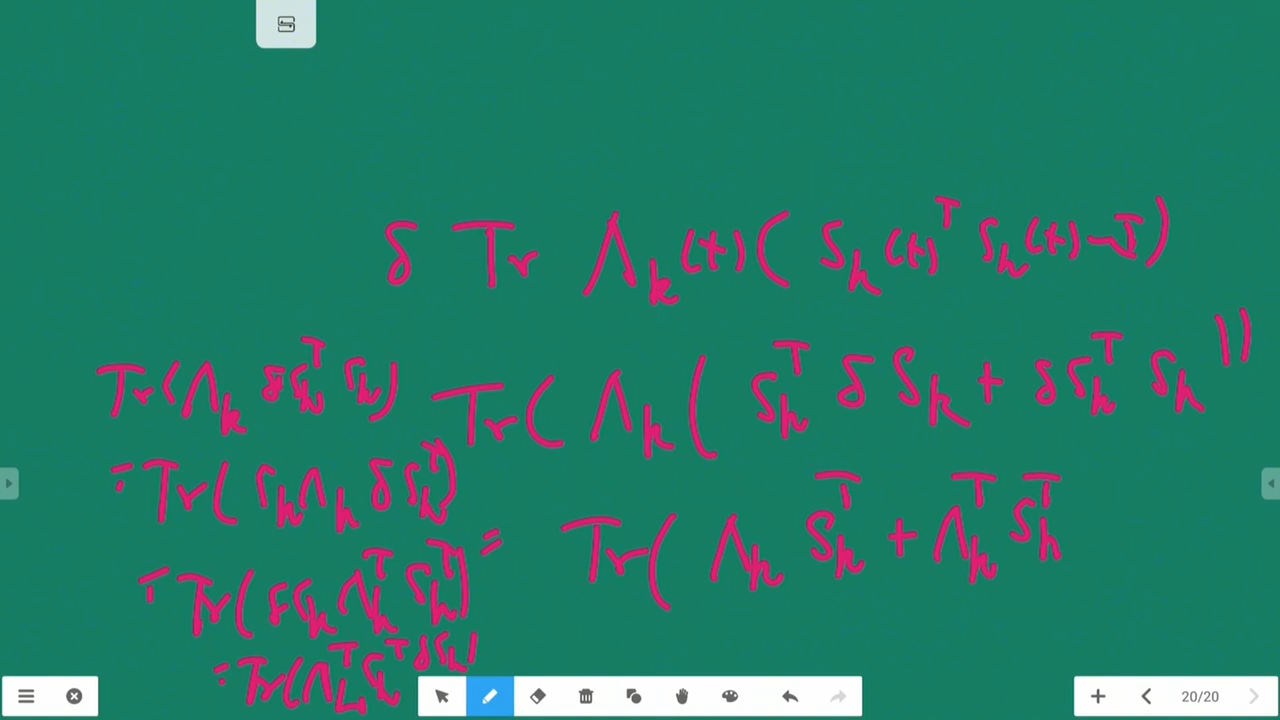 δ Tr Λ_k(t)(S_k(t)^T S_k(t)-I)
Tr(Λ_k(S_k^T δS_k + δS_k^T S_k))
= Tr(Λ_k S_k^T + Λ_k^T S_k^T
Tr(Λ_k δS_k^T S_k)
= Tr(S_k Λ_k δS_k^T)
= Tr(δS_k Λ_k^T S_k^T)
= Tr(Λ_k^T S_k^T δS_k)
20/20